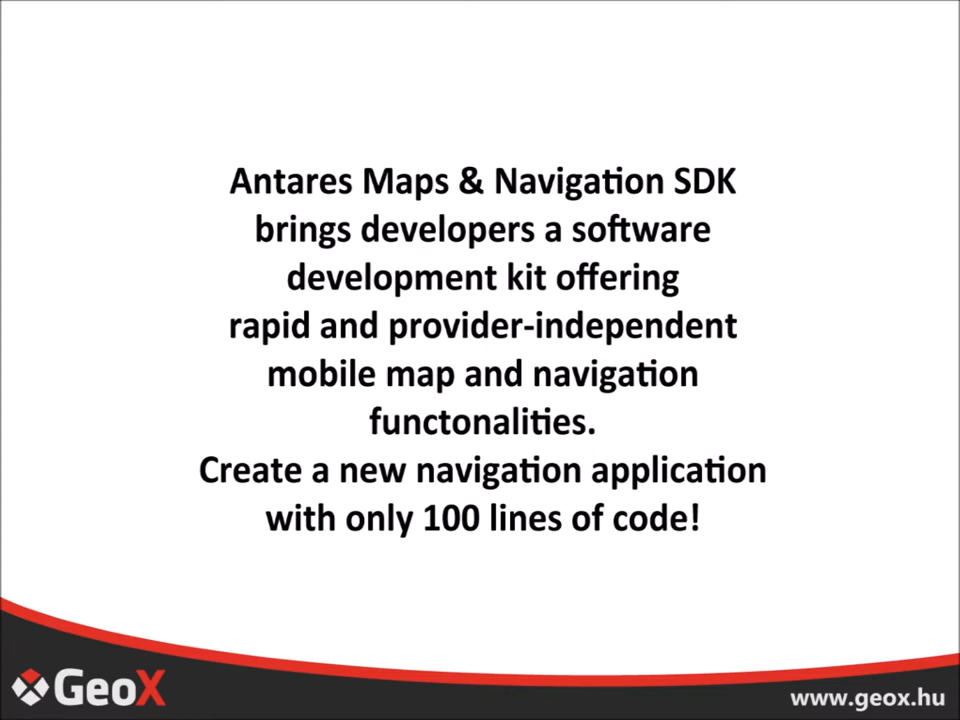 Antares Maps & Navigation SDK
brings developers a software
development kit offering
rapid and provider-independent
mobile map and navigation
functonalities.
Create a new navigation application
with only 100 lines of code!
GeoX
www.geox.hu